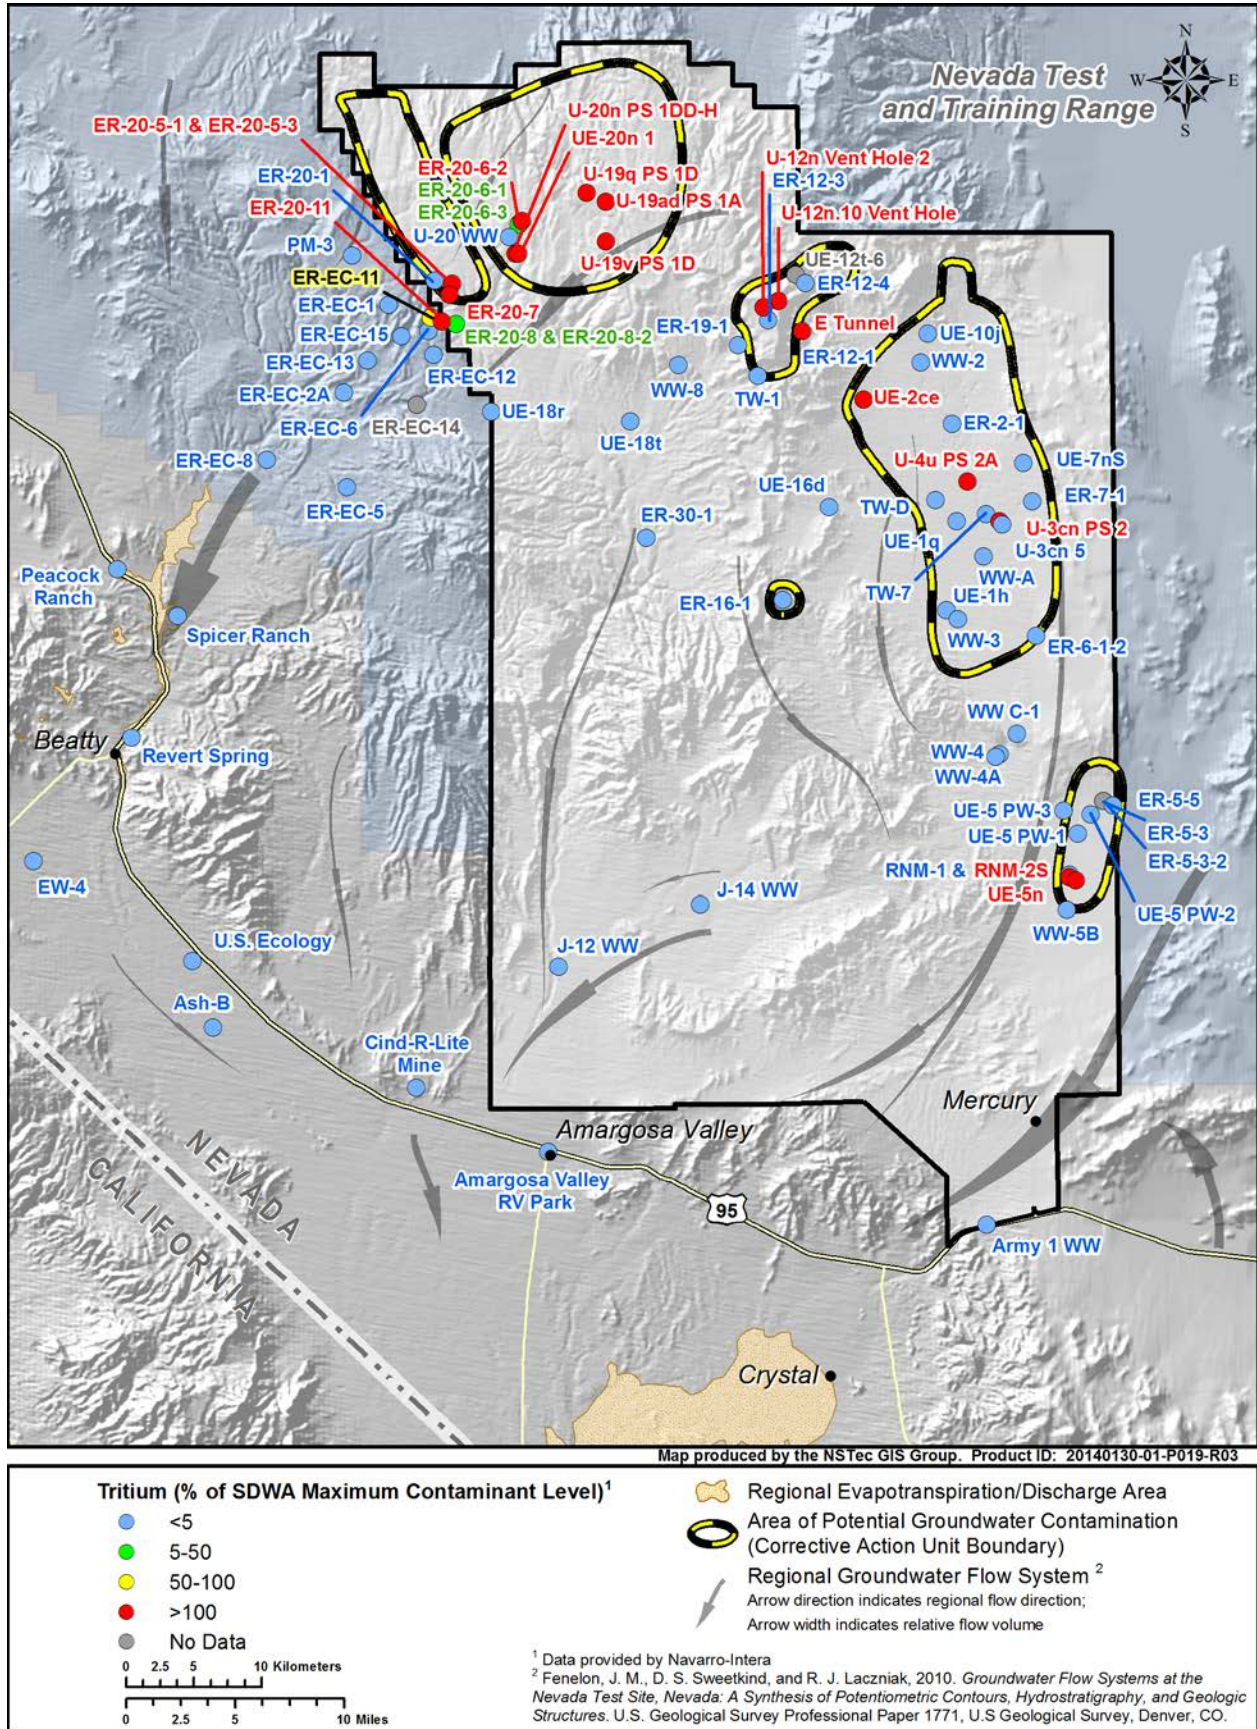 N
W E
S
Nevada Test
and Training Range
U-20n PS 1DD-H
UE-20n 1
ER-20-5-1 & ER-20-5-3
ER-20-1
ER-20-11
ER-20-6-2
ER-20-6-1
ER-20-6-3
U-20 WW
U-19q PS 1D
U-19ad PS 1A
U-19v PS 1D
U-12n Vent Hole 2
ER-12-3
U-12n.10 Vent Hole
UE-12t-6
ER-12-4
PM-3
ER-EC-11
ER-EC-1
ER-EC-15
ER-EC-13
ER-EC-2A
ER-EC-6
ER-EC-14
ER-EC-12
ER-20-7
ER-20-8 & ER-20-8-2
ER-19-1
E Tunnel
ER-12-1
WW-8
TW-1
UE-10j
WW-2
UE-2ce
ER-2-1
UE-18r
UE-18t
ER-EC-8
ER-EC-5
UE-7nS
U-4u PS 2A
UE-16d
TW-D
ER-7-1
ER-30-1
UE-1q
U-3cn PS 2
U-3cn 5
WW-A
TW-7
UE-1h
Peacock
Ranch
Spicer Ranch
ER-16-1
WW-3
ER-6-1-2
Beatty
Revert Spring
WW C-1
WW-4
WW-4A
EW-4
UE-5 PW-3
UE-5 PW-1
ER-5-5
ER-5-3
ER-5-3-2
RNM-1 & RNM-2S
UE-5n
UE-5 PW-2
WW-5B
J-14 WW
J-12 WW
U.S. Ecology
Ash-B
Cind-R-Lite
Mine
Mercury
Amargosa Valley
Amargosa Valley
RV Park
NEVADA
CALIFORNIA
95
Army 1 WW
Crystal
Map produced by the NSTec GIS Group. Product ID: 20140130-01-P019-R03
Tritium (% of SDWA Maximum Contaminant Level)1
<5
5-50
50-100
>100
No Data
0 2.5 5 10 Kilometers
0 2.5 5 10 Miles
Regional Evapotranspiration/Discharge Area
Area of Potential Groundwater Contamination
(Corrective Action Unit Boundary)
Regional Groundwater Flow System 2
Arrow direction indicates regional flow direction;
Arrow width indicates relative flow volume
1 Data provided by Navarro-Intera
2 Fenelon, J. M., D. S. Sweetkind, and R. J. Laczniak, 2010. Groundwater Flow Systems at the
Nevada Test Site, Nevada: A Synthesis of Potentiometric Contours, Hydrostratigraphy, and Geologic
Structures. U.S. Geological Survey Professional Paper 1771, U.S Geological Survey, Denver, CO.